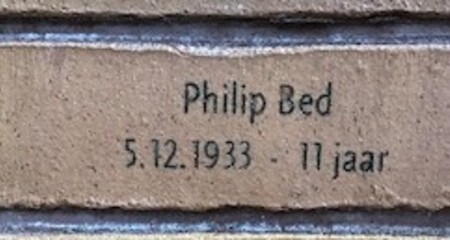 Philip Bed
5.12.1933 - 11 jaar